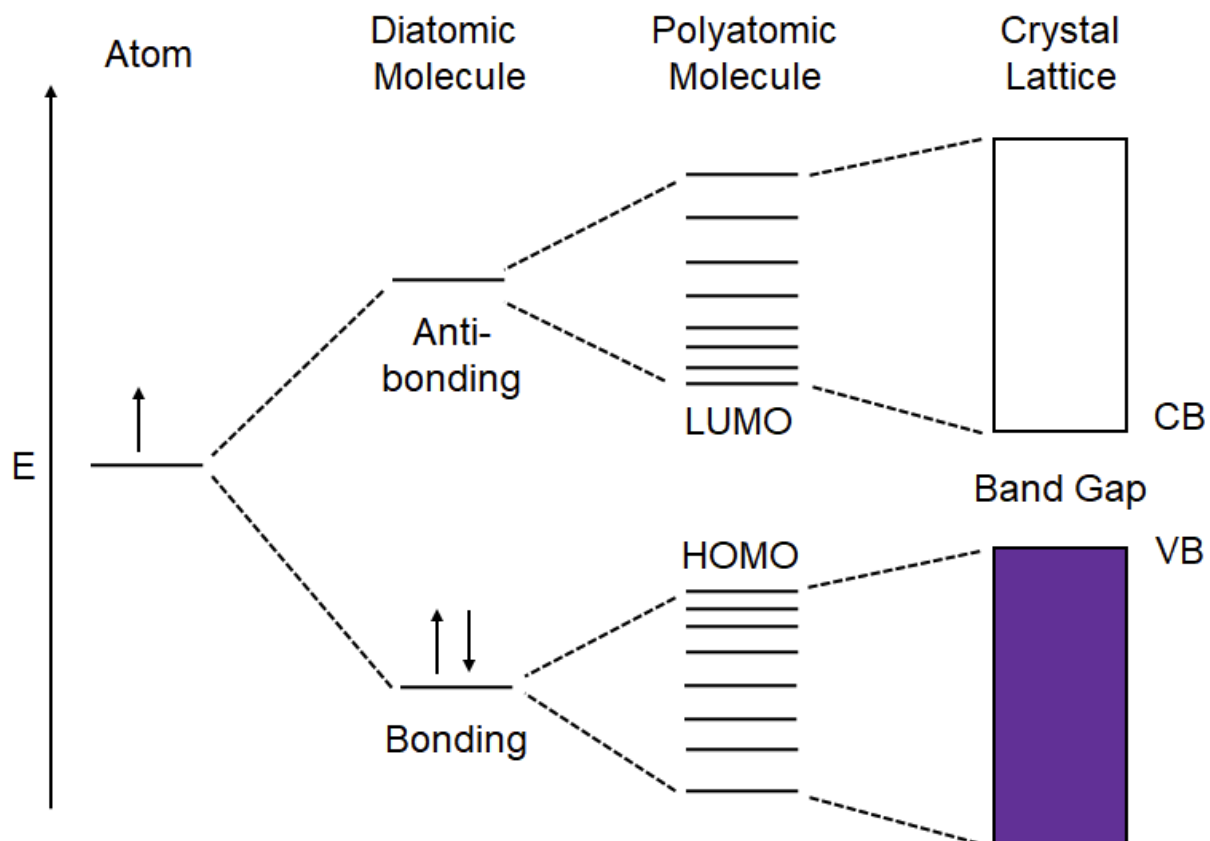 Atom
Diatomic
Molecule
Polyatomic
Molecule
Crystal
Lattice
Anti-
bonding
LUMO
CB
E
Band Gap
HOMO
VB
Bonding